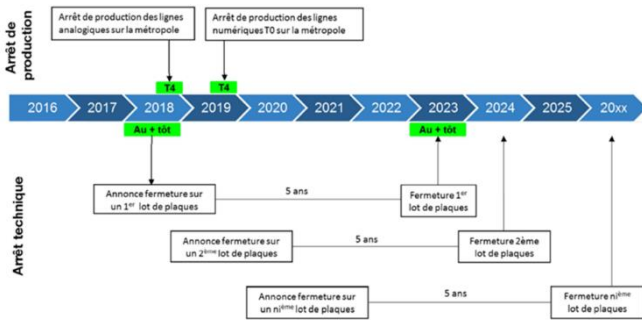 Arrêt de
production
Arrêt de production des lignes
analogiques sur la métropole
Arrêt de production des lignes
numériques T0 sur la métropole
T4
T4
2016
2017
2018
2019
2020
2021
2022
2023
2024
2025
20xx
Au + tôt
Au + tôt
Arrêt technique
Annonce fermeture sur
un 1er lot de plaques
5 ans
Fermeture 1er
lot de plaques
Annonce fermeture sur
un 2ème lot de plaques
5 ans
Fermeture 2ème
lot de plaques
Annonce fermeture sur
un nième lot de plaques
5 ans
Fermeture nième
lot de plaques